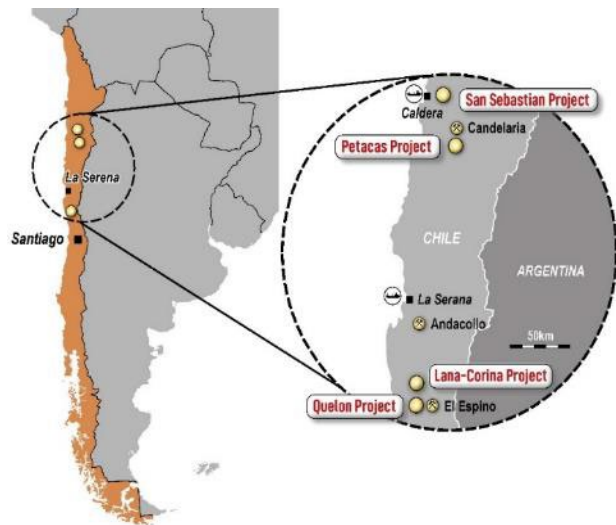 La Serena
Santiago
San Sebastian Project
Caldera
Candelaria
Petacas Project
CHILE
ARGENTINA
La Serana
Andacollo
50km
Lana-Corina Project
Quelon Project
El Espino